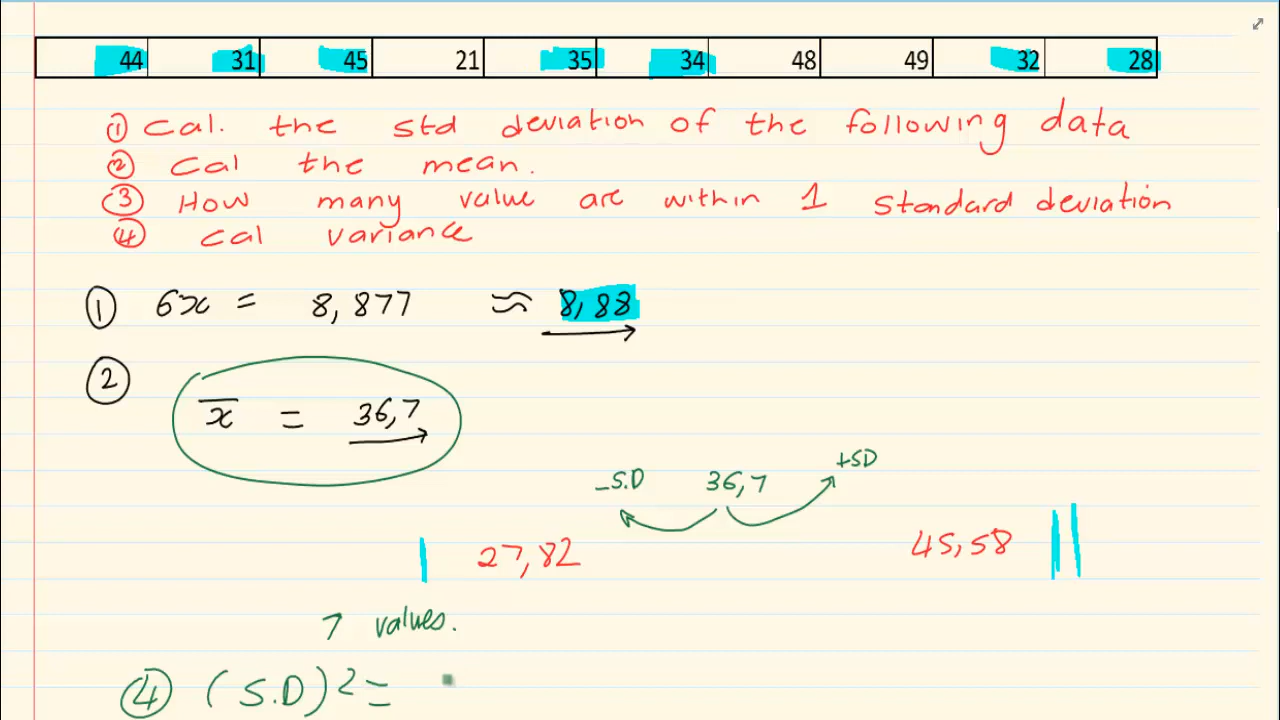 44 31 45 21 35 34 48 49 32 28
① Cal. the std deviation of the following data
② Cal the mean.
③ How many value are within 1 standard deviation
④ cal variance
① σx = 8,877 ≈ 8,88
②
x̄ = 36,7
-S.D 36,7 +SD
27,82 45,58
7 values.
④ (S.D)² =